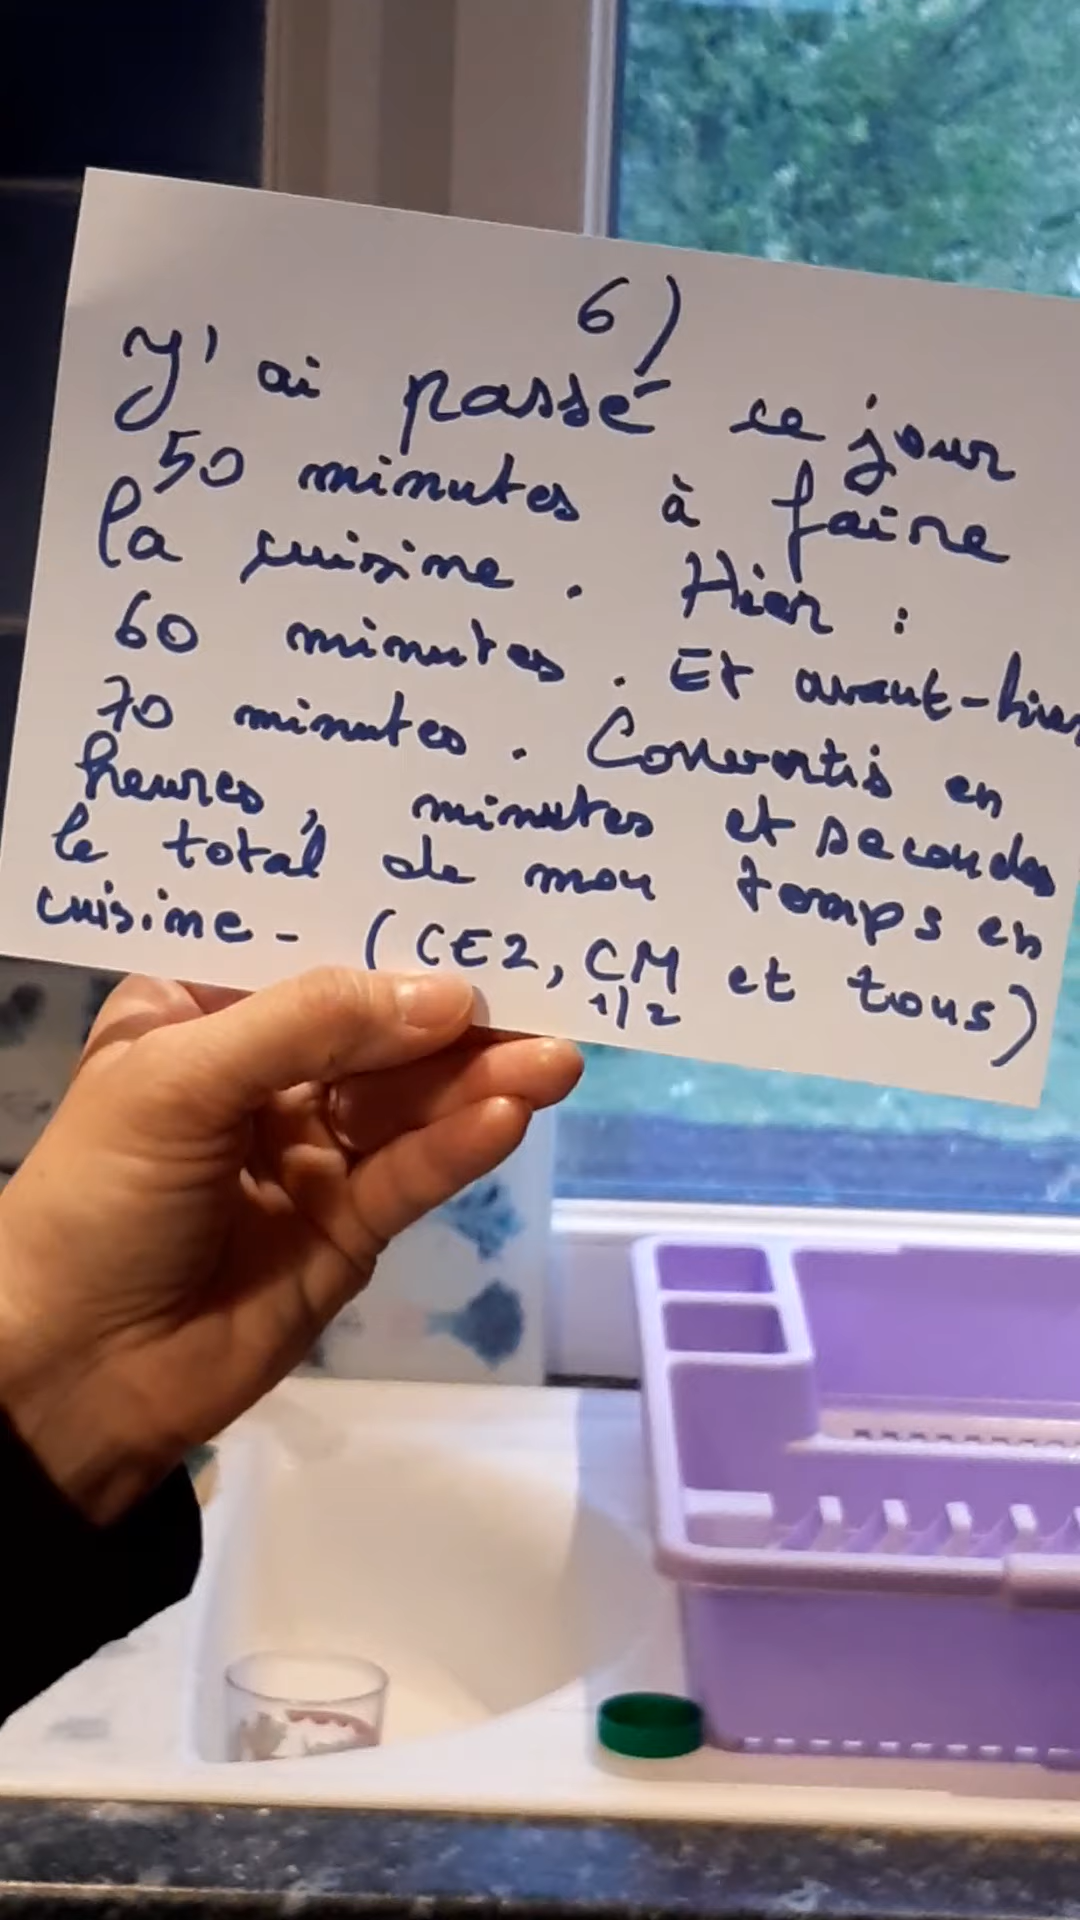 6)
J'ai passé ce jour
50 minutes à faire
la cuisine. Hier :
60 minutes. Et avant-hier
70 minutes. Convertis en
heures, minutes et secondes
le total de mon temps en
cuisine - (CE2, CM et tous)
1/2